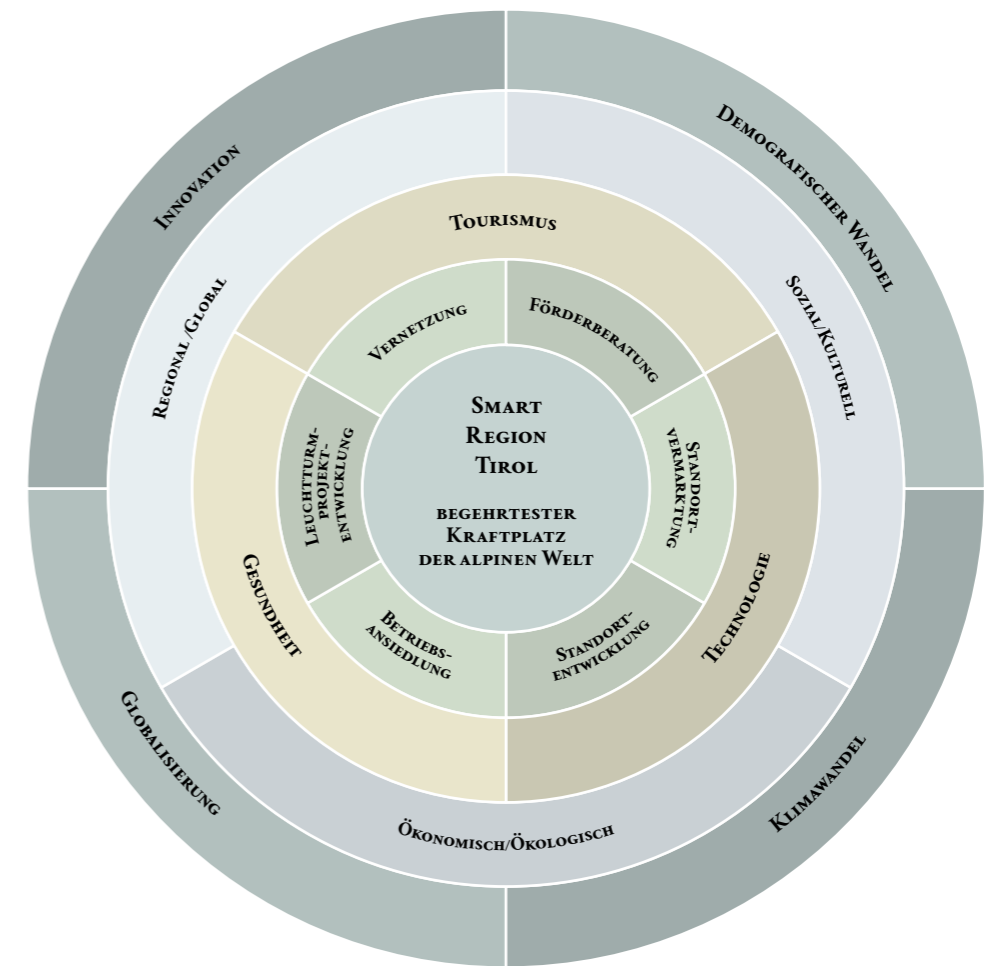 Innovation
Demografischer Wandel
Regional /Global
Sozial/Kulturell
Tourismus
Vernetzung
Förderberatung
Smart
Region
Tirol
begehrtester
Kraftplatz
der alpinen Welt
Leuchtturm-
projekt-
entwicklung
Standort-
vermarktung
Gesundheit
Technologie
Betriebs-
ansiedlung
Standort-
entwicklung
Globalisierung
Klimawandel
Ökonomisch/Ökologisch